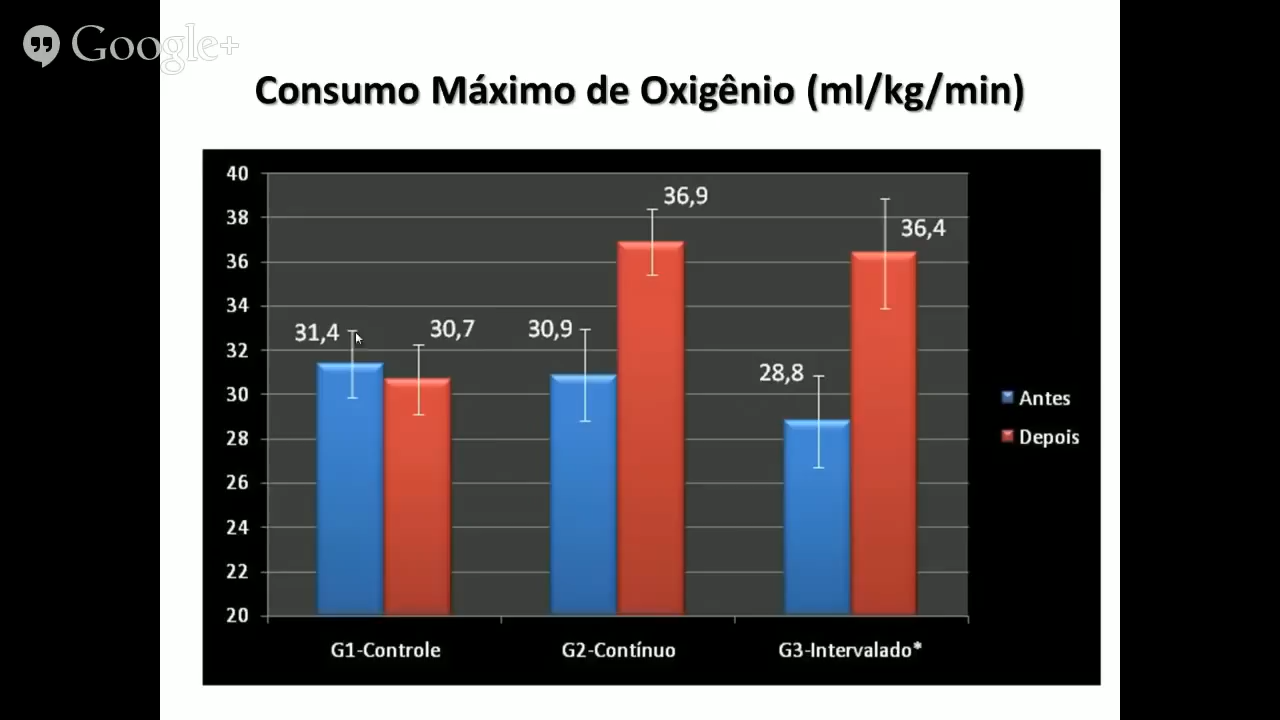 Google+
Consumo Máximo de Oxigênio (ml/kg/min)
40
38
36
34
32
30
28
26
24
22
20
31,4
30,7
30,9
36,9
28,8
36,4
Antes
Depois
G1-Controle
G2-Contínuo
G3-Intervalado*